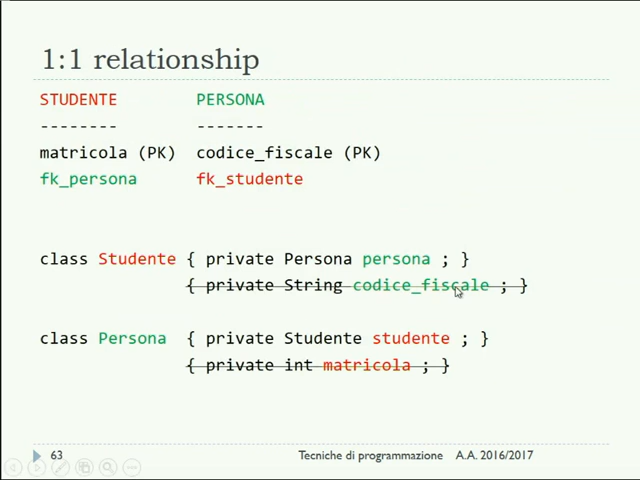 1:1 relationship
STUDENTE PERSONA
-------- -------
matricola (PK) codice_fiscale (PK)
fk_persona fk_studente
class Studente { private Persona persona ; }
{ private String codice_fiscale ; }
class Persona { private Studente studente ; }
{ private int matricola ; }
63 Tecniche di programmazione A.A. 2016/2017